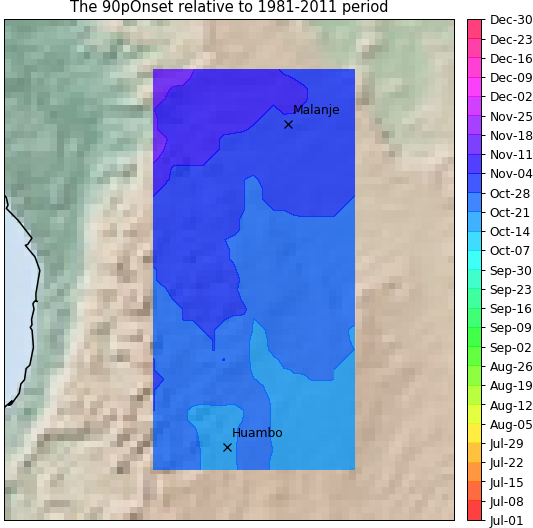 The 90pOnset relative to 1981-2011 period
Malanje
Huambo
Dec-30
Dec-23
Dec-16
Dec-09
Dec-02
Nov-25
Nov-18
Nov-11
Nov-04
Oct-28
Oct-21
Oct-14
Oct-07
Sep-30
Sep-23
Sep-16
Sep-09
Sep-02
Aug-26
Aug-19
Aug-12
Aug-05
Jul-29
Jul-22
Jul-15
Jul-08
Jul-01